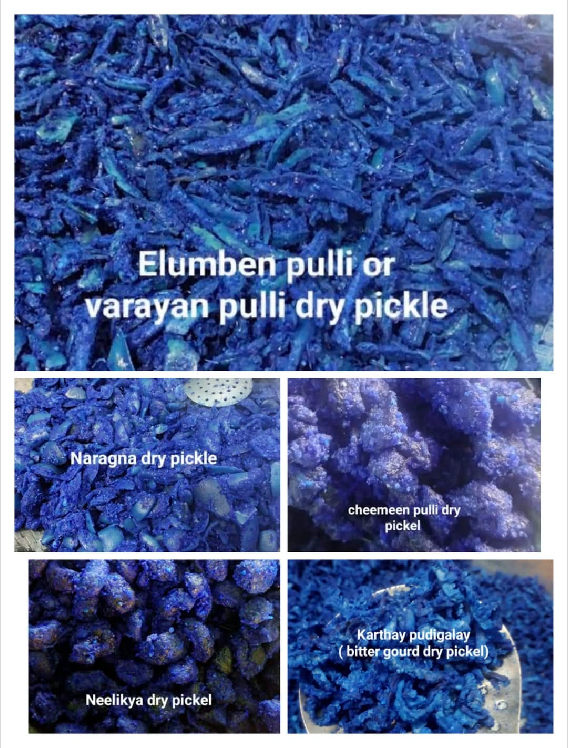 Elumben pulli or
varayan pulli dry pickle
Naragna dry pickle
cheemeen pulli dry
pickel
Neelikya dry pickel
Karthay pudigalay
( bitter gourd dry pickel)